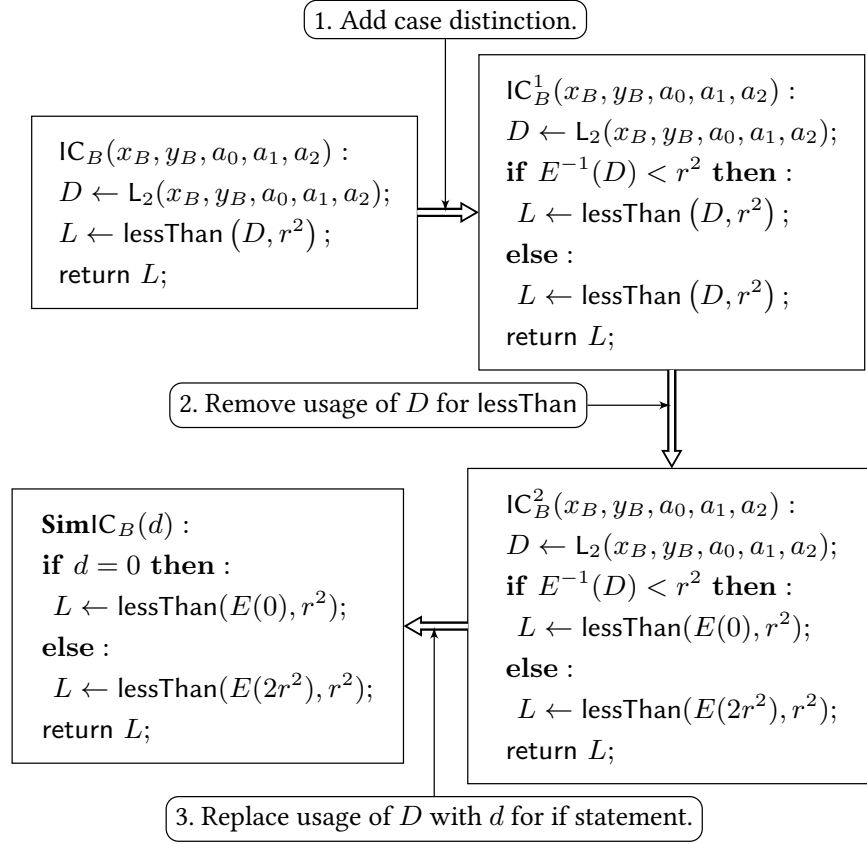 1. Add case distinction.
IC_B(x_B, y_B, a_0, a_1, a_2) :
D ← L_2(x_B, y_B, a_0, a_1, a_2);
L ← lessThan (D, r^2) ;
return L;
IC_B^1(x_B, y_B, a_0, a_1, a_2) :
D ← L_2(x_B, y_B, a_0, a_1, a_2);
if E^{-1}(D) < r^2 then :
L ← lessThan (D, r^2) ;
else :
L ← lessThan (D, r^2) ;
return L;
2. Remove usage of D for lessThan
SimIC_B(d) :
if d = 0 then :
L ← lessThan(E(0), r^2);
else :
L ← lessThan(E(2r^2), r^2);
return L;
IC_B^2(x_B, y_B, a_0, a_1, a_2) :
D ← L_2(x_B, y_B, a_0, a_1, a_2);
if E^{-1}(D) < r^2 then :
L ← lessThan(E(0), r^2);
else :
L ← lessThan(E(2r^2), r^2);
return L;
3. Replace usage of D with d for if statement.